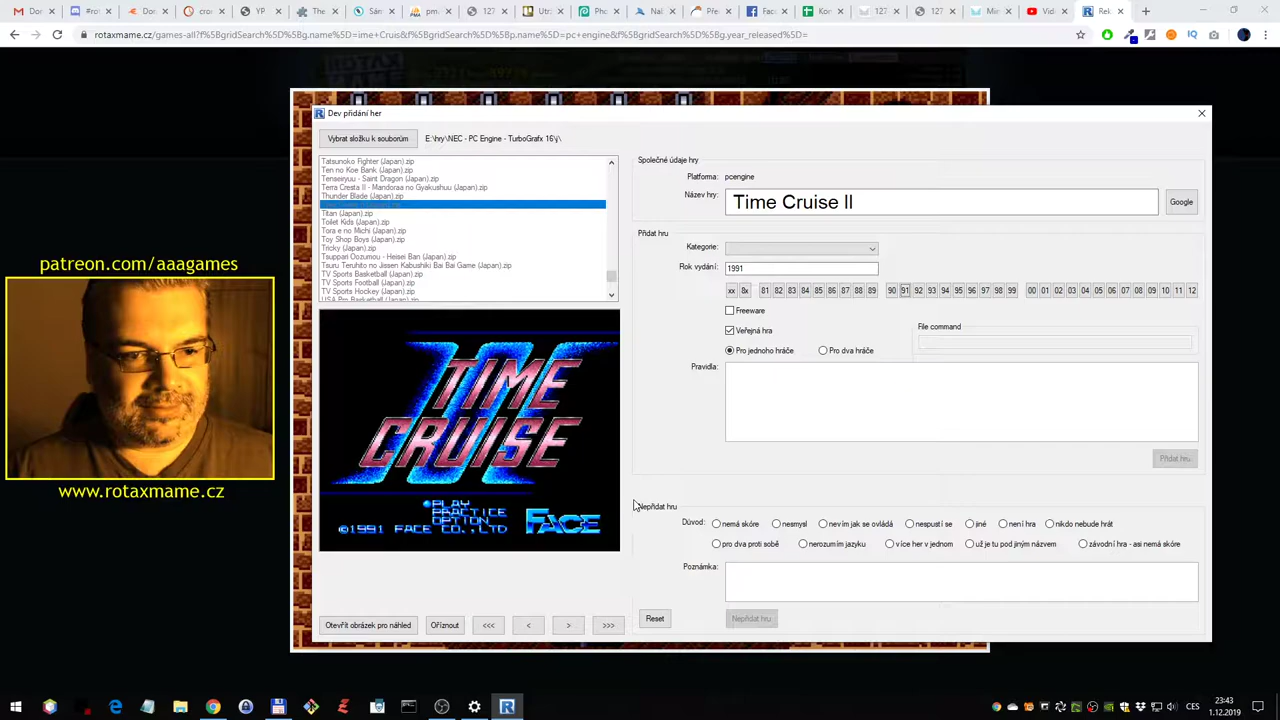 rotaxmame.cz/games-all?f%5BgridSearch%5D%5Bg.name%5D=ime+Cruis&f%5BgridSearch%5D%5Bp.name%5D=pc+engine&f%5BgridSearch%5D%5Bg.year_released%5D=
Dev přidání her
Vybrat složku k souborům
E:\hry\NEC - PC Engine - TurboGrafx 16\j\
Tatsunoko Fighter (Japan).zip
Ten no Koe Bank (Japan).zip
Tenseiryuu - Saint Dragon (Japan).zip
Terra Cresta II - Mandoraa no Gyakushuu (Japan).zip
Thunder Blade (Japan).zip
Titan (Japan).zip
Toilet Kids (Japan).zip
Tora e no Michi (Japan).zip
Toy Shop Boys (Japan).zip
Tricky (Japan).zip
Tsuppari Oozumou - Heisei Ban (Japan).zip
Tsuru Teruhito no Jissen Kabushiki Bai Bai Game (Japan).zip
TV Sports Basketball (Japan).zip
TV Sports Football (Japan).zip
TV Sports Hockey (Japan).zip
USA Pro Basketball (Japan).zip
Společné údaje hry
Platforma: pcengine
Název hry: Time Cruise II
Google
Přidat hru
Kategorie:
Rok vydání: 1991
xx 8x 81 82 83 84 85 86 87 88 89 90 91 92 93 94 95 96 97 98 99 00 01 02 03 04 05 06 07 08 09 10 11 12
Freeware
Veřejná hra
File command
Pro jednoho hráče
Pro dva hráče
Pravidla:
Přidat hru
Nepřidat hru
Důvod: nemá skóre nesmysl nevím jak se ovládá nespustí se jiné není hra nikdo nebude hrát
pro dva proti sobě nerozumím jazyku více her v jednom už je tu pod jiným názvem závodní hra - asi nemá skóre
Poznámka:
Reset
Nepřidat hru
patreon.com/aaagames
www.rotaxmame.cz
II
TIME
CRUISE
PLAY
PRACTICE
OPTION
©1991 FACE CO.,LTD
FACE
Otevřít obrázek pro náhled
Oříznout
<<<
<
>
>>>
CES
23:43
1.12.2019